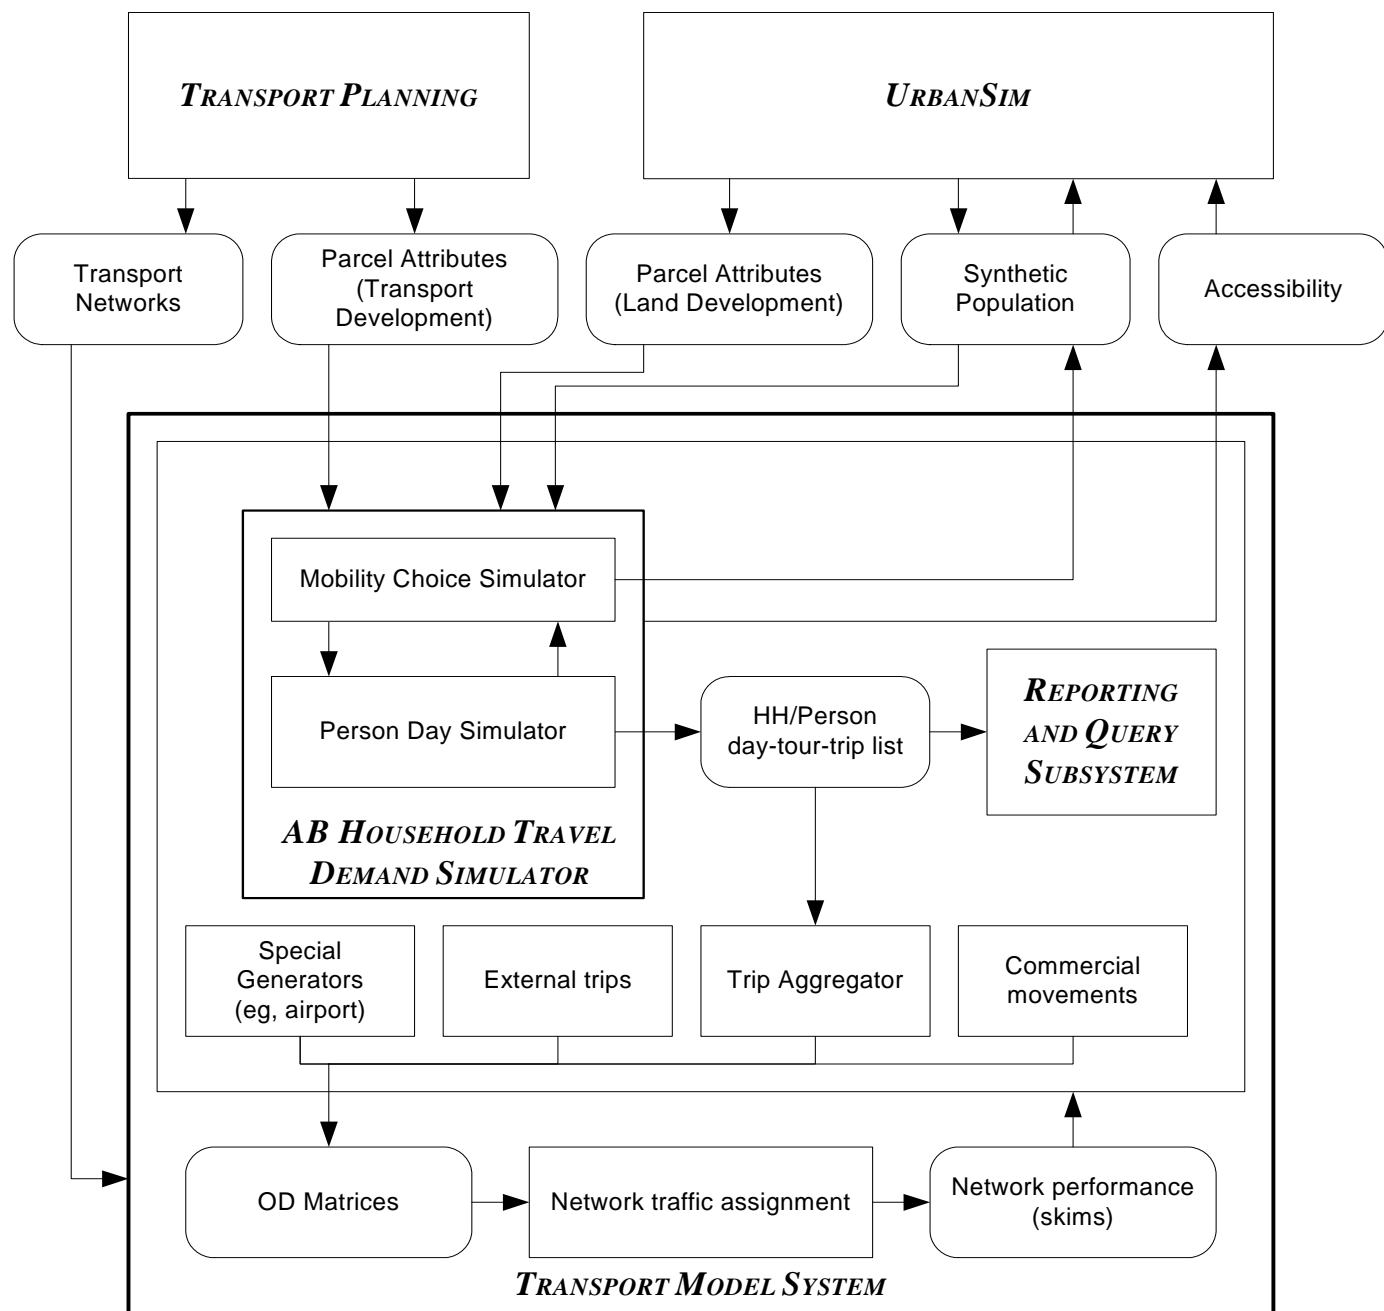 TRANSPORT PLANNING
URBANSIM
Transport
Networks
Parcel Attributes
(Transport
Development)
Parcel Attributes
(Land Development)
Synthetic
Population
Accessibility
Mobility Choice Simulator
Person Day Simulator
HH/Person
day-tour-trip list
REPORTING
AND QUERY
SUBSYSTEM
AB HOUSEHOLD TRAVEL
DEMAND SIMULATOR
Special
Generators
(eg, airport)
External trips
Trip Aggregator
Commercial
movements
OD Matrices
Network traffic assignment
Network performance
(skims)
TRANSPORT MODEL SYSTEM